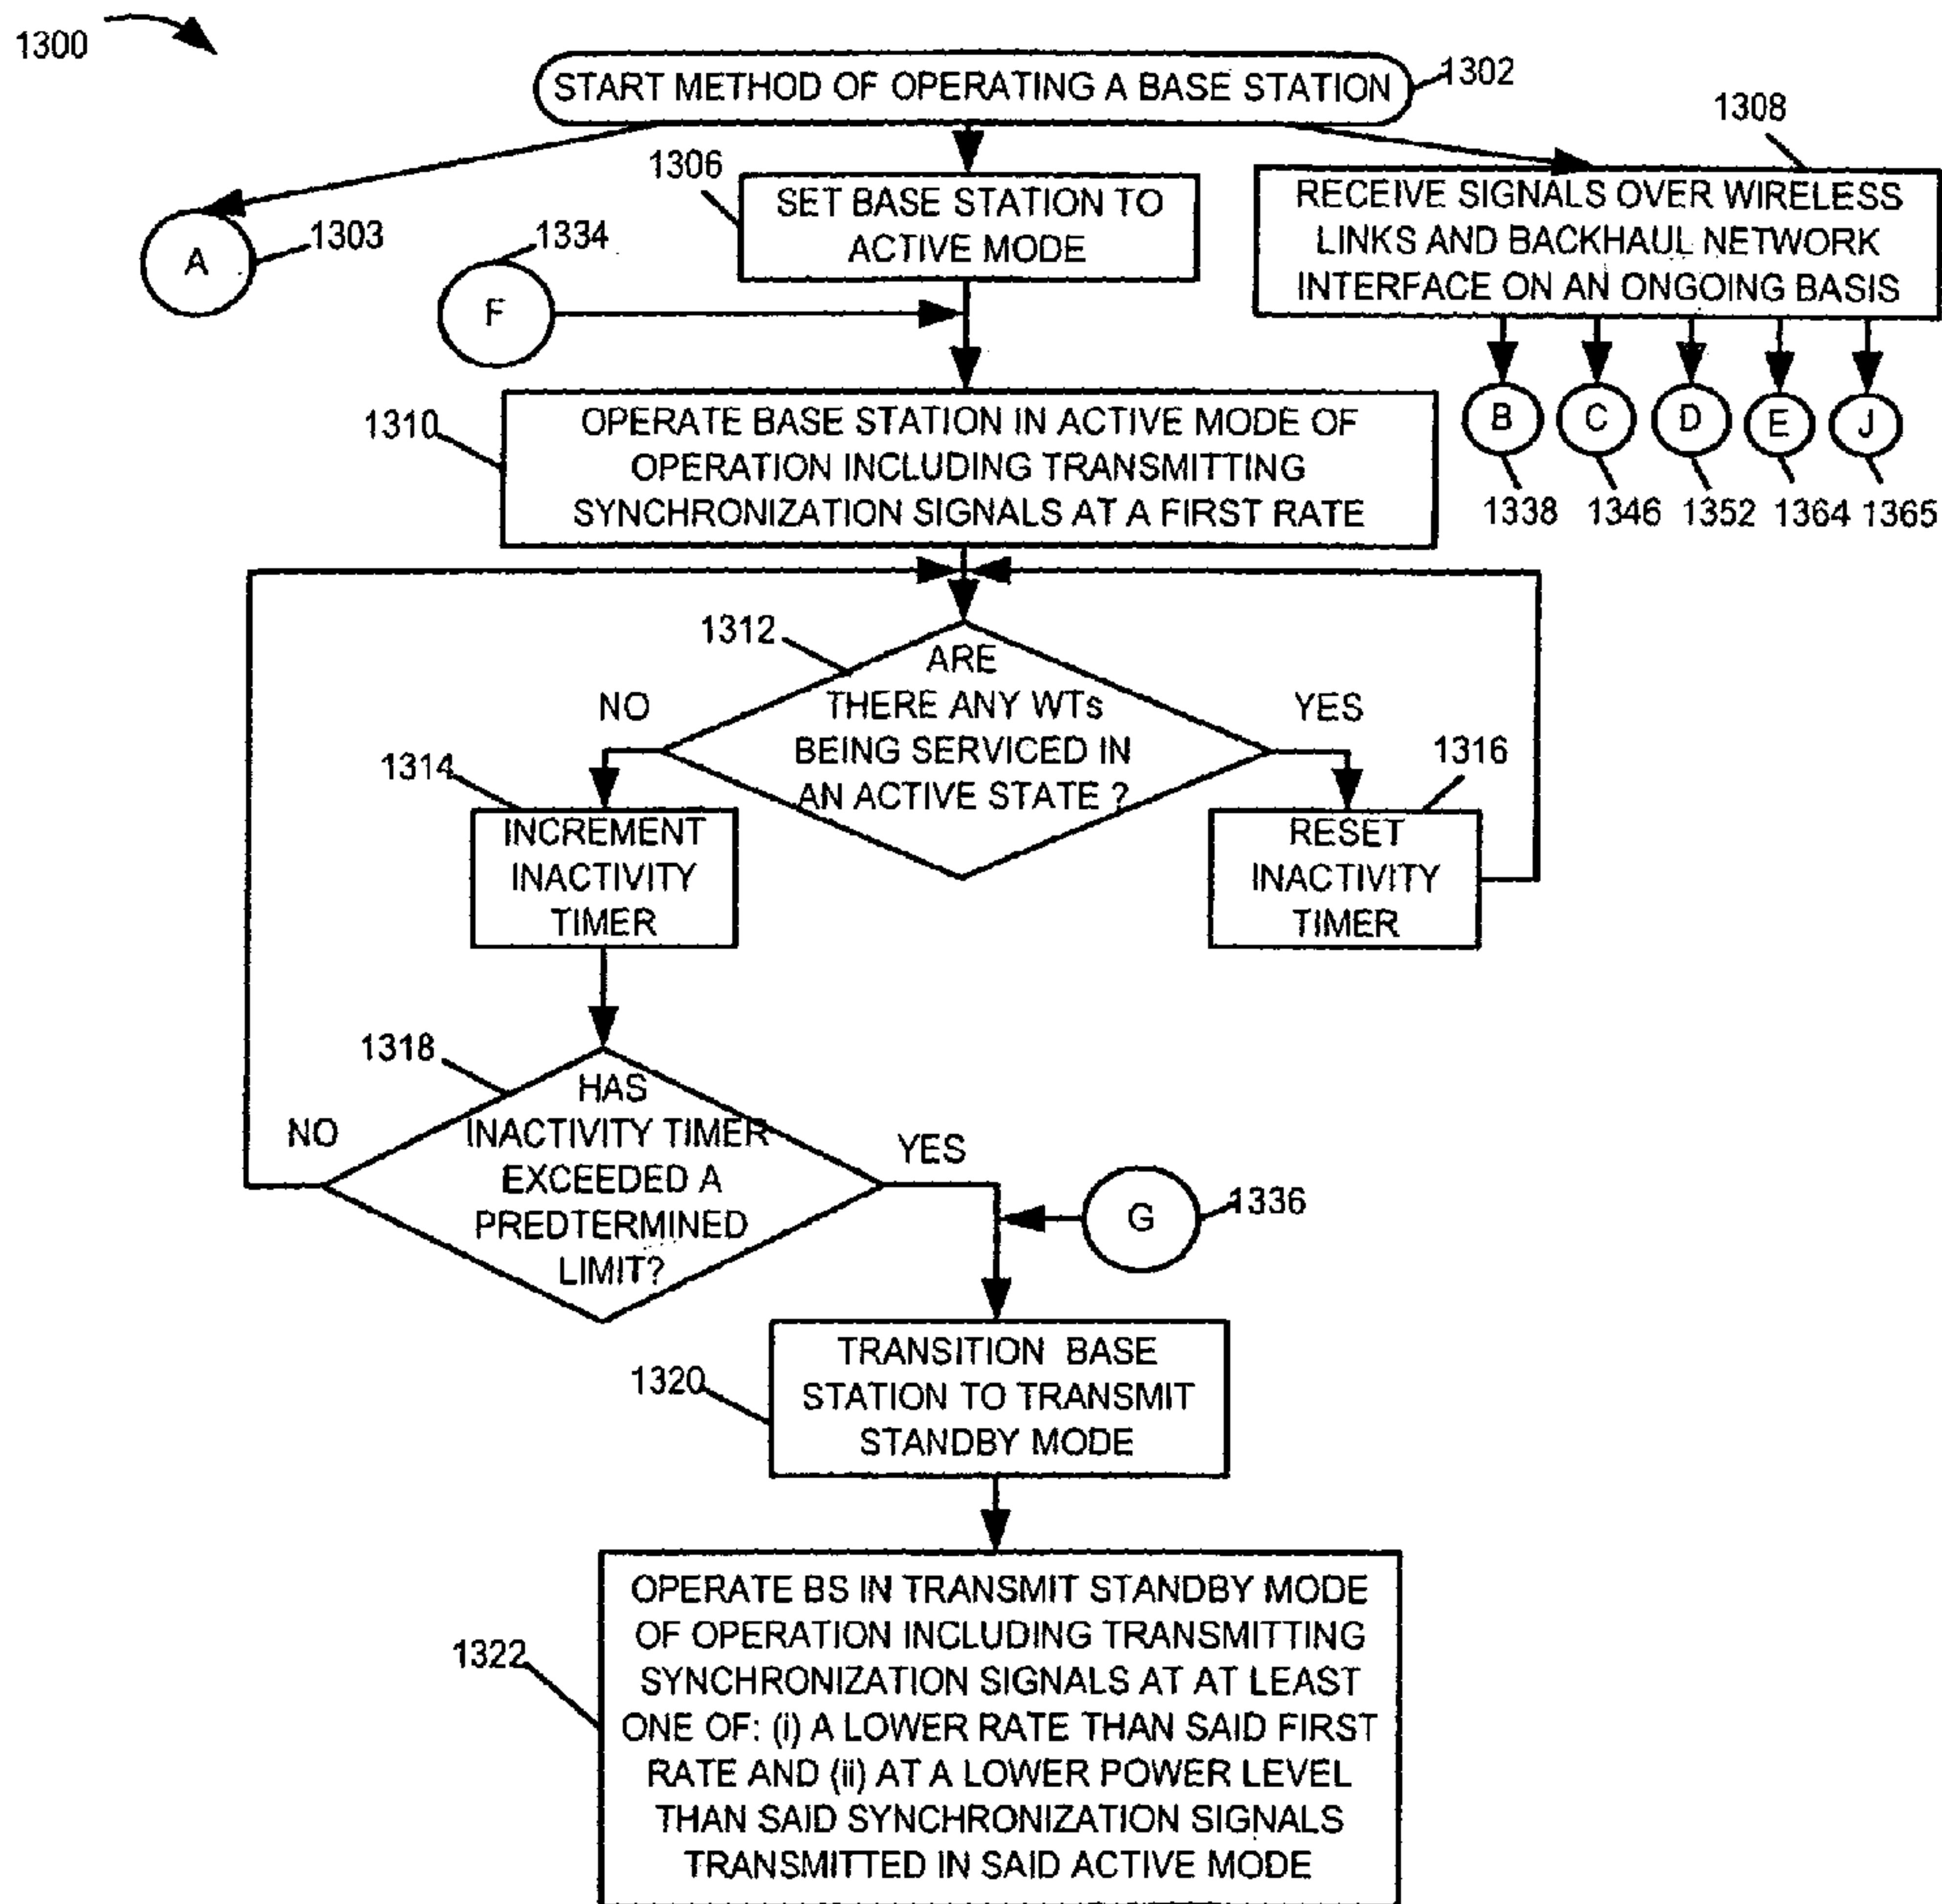 1300
START METHOD OF OPERATING A BASE STATION
1302
1308
1306
SET BASE STATION TO
ACTIVE MODE
RECEIVE SIGNALS OVER WIRELESS
LINKS AND BACKHAUL NETWORK
INTERFACE ON AN ONGOING BASIS
A
1303
1334
F
B
C
D
E
J
1338
1346
1352
1364
1365
1310
OPERATE BASE STATION IN ACTIVE MODE OF
OPERATION INCLUDING TRANSMITTING
SYNCHRONIZATION SIGNALS AT A FIRST RATE
1312
ARE
THERE ANY WTs
BEING SERVICED IN
AN ACTIVE STATE ?
NO
YES
1314
INCREMENT
INACTIVITY
TIMER
1316
RESET
INACTIVITY
TIMER
1318
HAS
INACTIVITY TIMER
EXCEEDED A
PREDTERMINED
LIMIT?
NO
YES
G
1336
1320
TRANSITION BASE
STATION TO TRANSMIT
STANDBY MODE
1322
OPERATE BS IN TRANSMIT STANDBY MODE
OF OPERATION INCLUDING TRANSMITTING
SYNCHRONIZATION SIGNALS AT AT LEAST
ONE OF: (i) A LOWER RATE THAN SAID FIRST
RATE AND (ii) AT A LOWER POWER LEVEL
THAN SAID SYNCHRONIZATION SIGNALS
TRANSMITTED IN SAID ACTIVE MODE